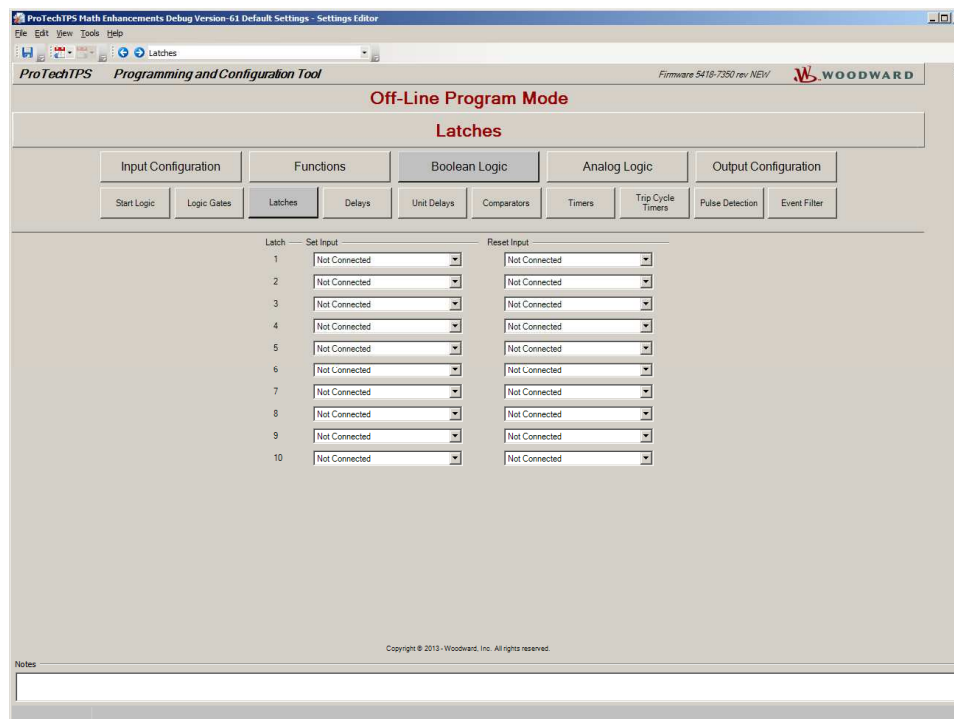 ProTechTPS Math Enhancements Debug Version-61 Default Settings - Settings Editor
File Edit View Tools Help
Latches
ProTechTPS Programming and Configuration Tool Firmware 5418-7350 rev NEW WOODWARD
Off-Line Program Mode
Latches
Input Configuration Functions Boolean Logic Analog Logic Output Configuration
Start Logic Logic Gates Latches Delays Unit Delays Comparators Timers Trip Cycle Timers Pulse Detection Event Filter
Latch Set Input Reset Input
1 Not Connected Not Connected
2 Not Connected Not Connected
3 Not Connected Not Connected
4 Not Connected Not Connected
5 Not Connected Not Connected
6 Not Connected Not Connected
7 Not Connected Not Connected
8 Not Connected Not Connected
9 Not Connected Not Connected
10 Not Connected Not Connected
Copyright © 2013 - Woodward, Inc. All rights reserved.
Notes